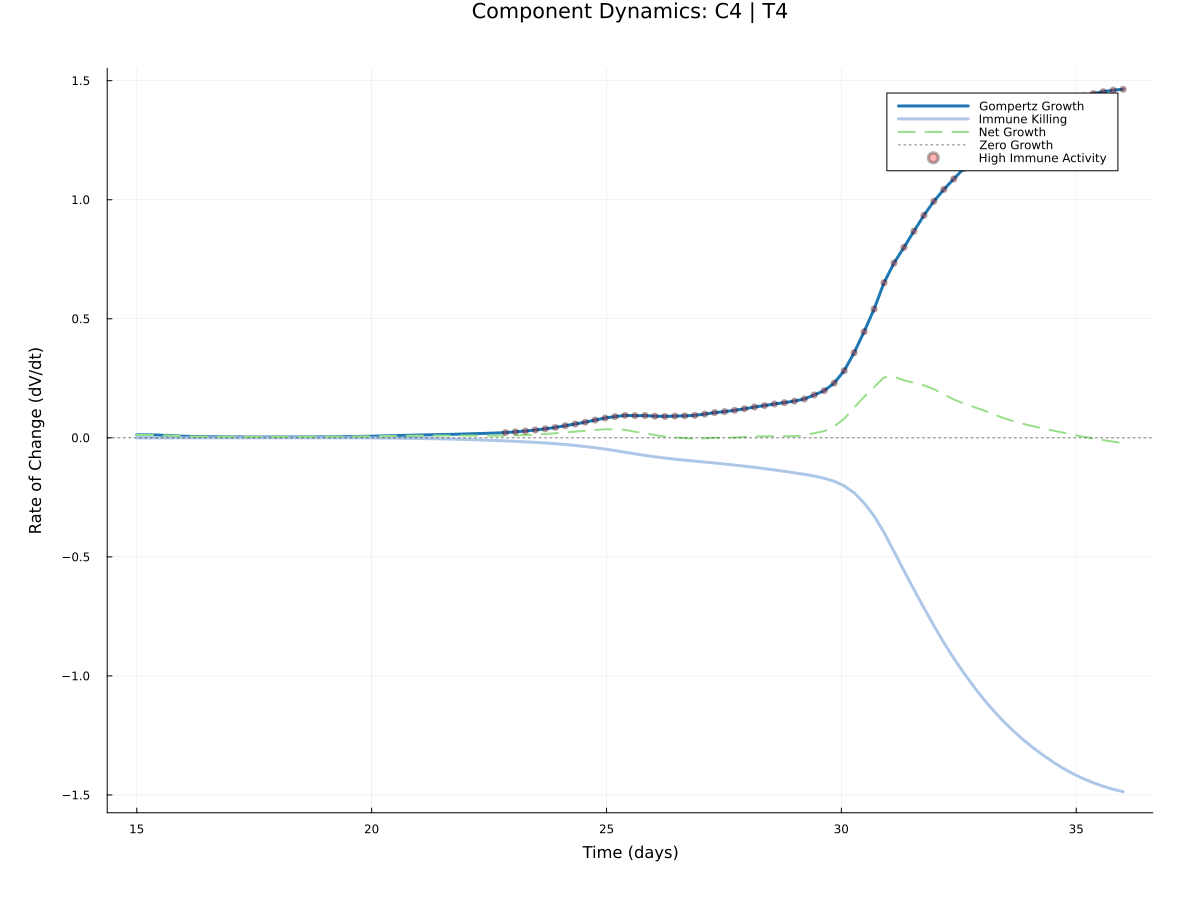 Component Dynamics: C4 | T4
1.5
1.0
0.5
0.0
−0.5
−1.0
−1.5
Rate of Change (dV/dt)
Gompertz Growth
Immune Killing
Net Growth
Zero Growth
High Immune Activity
15
20
25
30
35
Time (days)